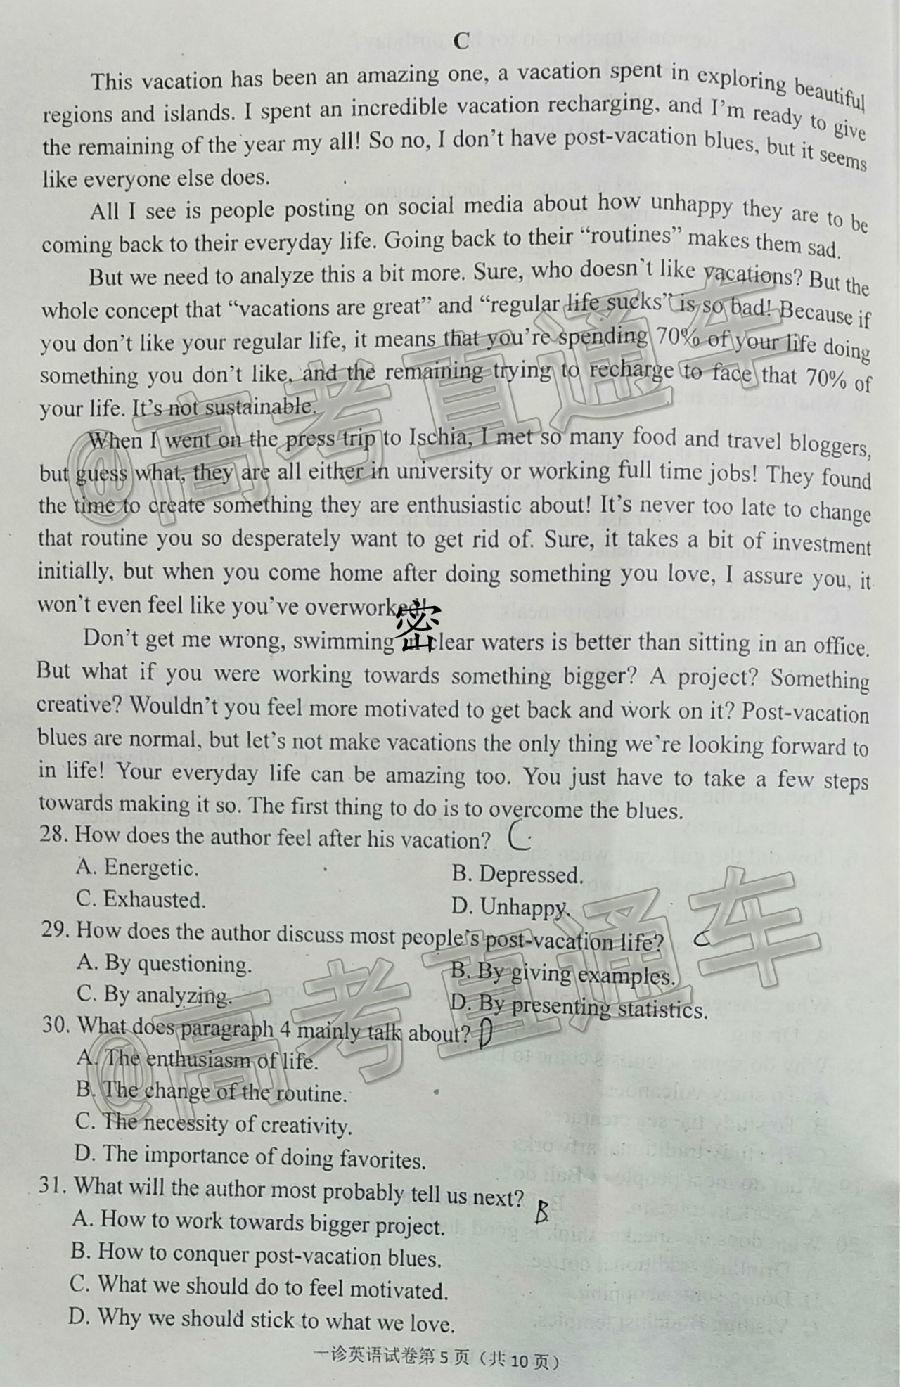 C
This vacation has been an amazing one, a vacation spent in exploring beautiful
regions and islands. I spent an incredible vacation recharging, and I'm ready to give
the remaining of the year my all! So no, I don't have post-vacation blues, but it seems
like everyone else does.
All I see is people posting on social media about how unhappy they are to be
coming back to their everyday life. Going back to their "routines" makes them sad.
But we need to analyze this a bit more. Sure, who doesn't like vacations? But the
whole concept that "vacations are great" and "regular life sucks" is so bad! Because if
you don't like your regular life, it means that you're spending 70% of your life doing
something you don't like, and the remaining trying to recharge to face that 70% of
your life. It's not sustainable.
When I went on the press trip to Ischia, I met so many food and travel bloggers,
but guess what, they are all either in university or working full time jobs! They found
the time to create something they are enthusiastic about! It's never too late to change
that routine you so desperately want to get rid of. Sure, it takes a bit of investment
initially, but when you come home after doing something you love, I assure you, it
won't even feel like you've overworked!
密
Don't get me wrong, swimming in clear waters is better than sitting in an office.
But what if you were working towards something bigger? A project? Something
creative? Wouldn't you feel more motivated to get back and work on it? Post-vacation
blues are normal, but let's not make vacations the only thing we're looking forward to
in life! Your everyday life can be amazing too. You just have to take a few steps
towards making it so. The first thing to do is to overcome the blues.
28. How does the author feel after his vacation? C
A. Energetic. B. Depressed.
C. Exhausted. D. Unhappy.
29. How does the author discuss most people's post-vacation life? C
A. By questioning. B. By giving examples.
C. By analyzing. D. By presenting statistics.
30. What does paragraph 4 mainly talk about? D
A. The enthusiasm of life.
B. The change of the routine.
C. The necessity of creativity.
D. The importance of doing favorites.
31. What will the author most probably tell us next? B
A. How to work towards bigger project.
B. How to conquer post-vacation blues.
C. What we should do to feel motivated.
D. Why we should stick to what we love.
一诊英语试卷第 5 页（共 10 页）
@高考直通车
@高考直通车